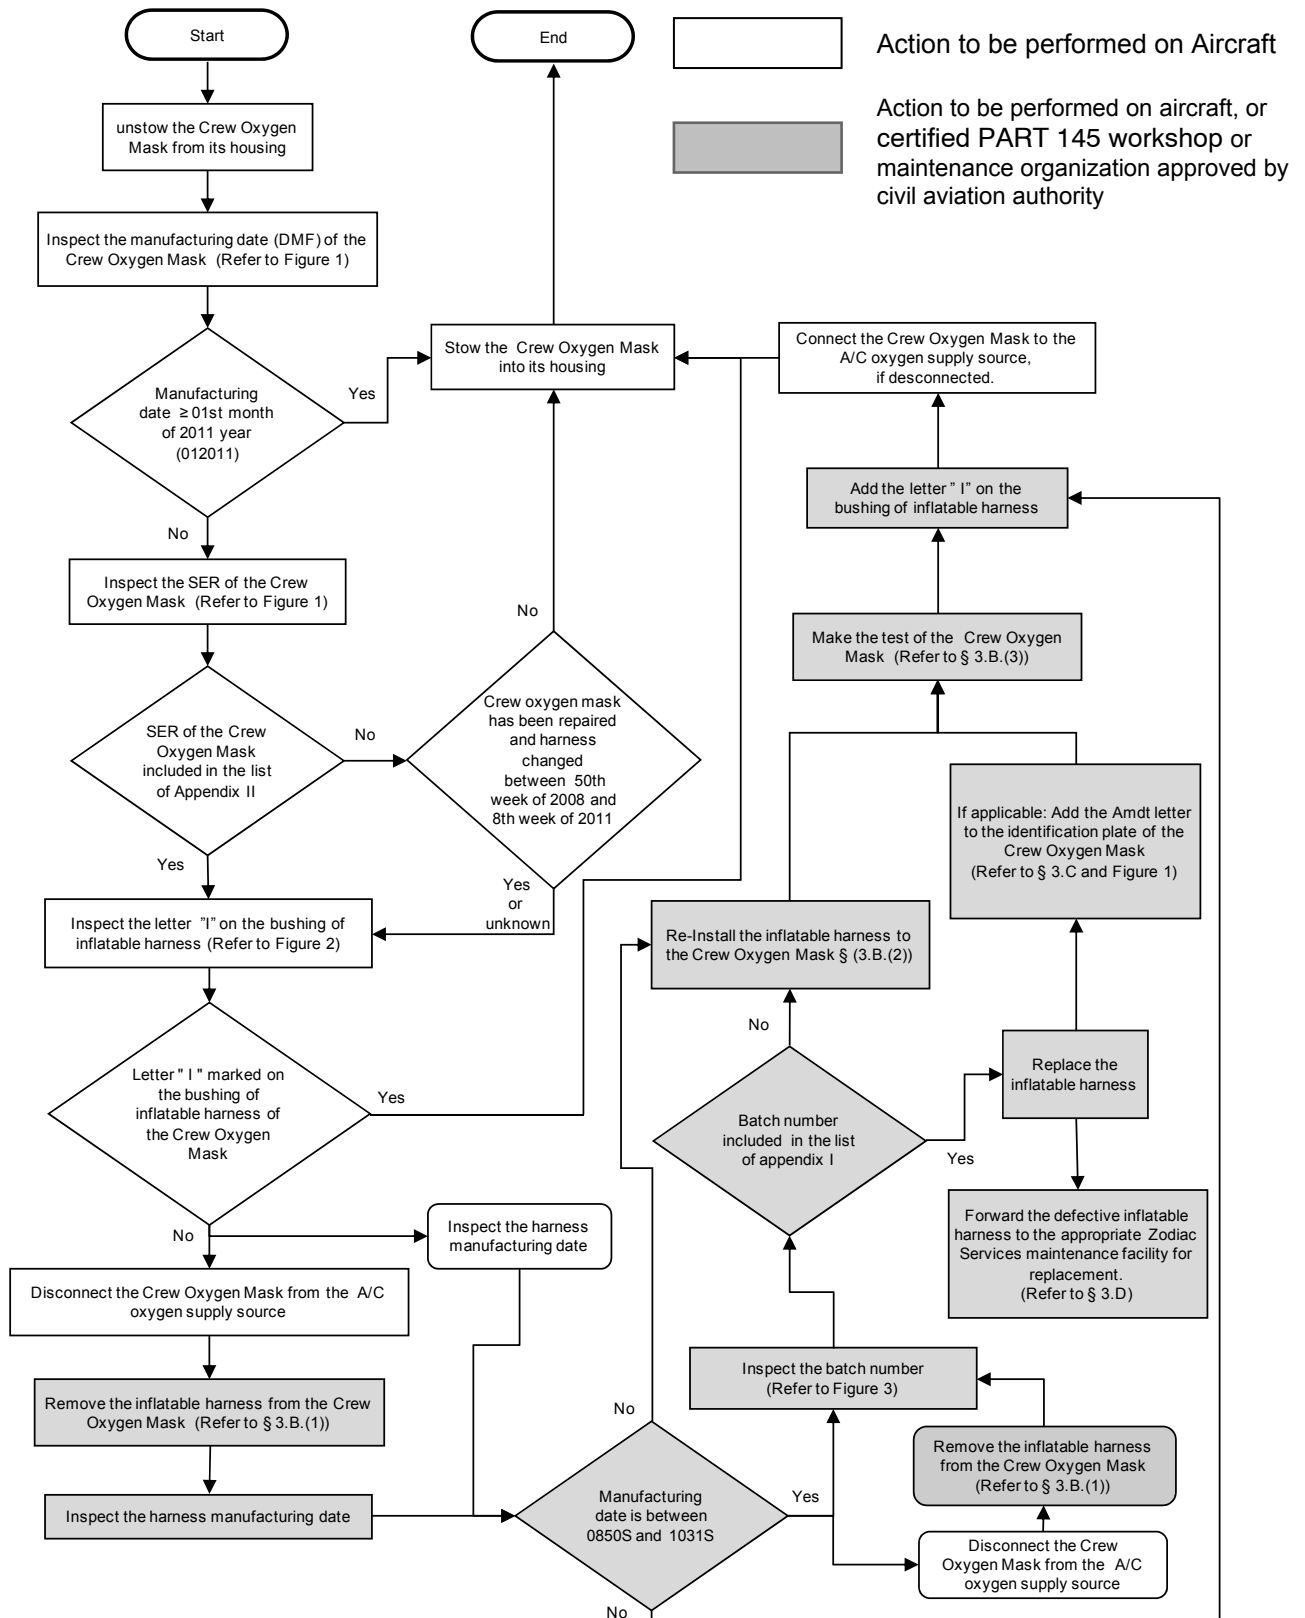 Start
End
Action to be performed on Aircraft
Action to be performed on aircraft, or
certified PART 145 workshop or
maintenance organization approved by
civil aviation authority
unstow the Crew Oxygen
Mask from its housing
Inspect the manufacturing date (DMF) of the
Crew Oxygen Mask (Refer to Figure 1)
Manufacturing
date ≥ 01st month
of 2011 year
(012011)
Yes
No
Stow the Crew Oxygen Mask
into its housing
Connect the Crew Oxygen Mask to the
A/C oxygen supply source,
if desconnected.
Add the letter ” I” on the
bushing of inflatable harness
Inspect the SER of the Crew
Oxygen Mask (Refer to Figure 1)
No
Make the test of the Crew Oxygen
Mask (Refer to § 3.B.(3))
SER of the Crew
Oxygen Mask
included in the list
of Appendix II
No
Yes
Crew oxygen mask
has been repaired
and harness
changed
between 50th
week of 2008 and
8th week of 2011
Yes
or
unknown
If applicable: Add the Amdt letter
to the identification plate of the
Crew Oxygen Mask
(Refer to § 3.C and Figure 1)
Inspect the letter ”I” on the bushing of
inflatable harness (Refer to Figure 2)
Re-Install the inflatable harness to
the Crew Oxygen Mask § (3.B.(2))
No
Letter " I " marked on
the bushing of
inflatable harness of
the Crew Oxygen
Mask
Yes
No
Batch number
included in the list
of appendix I
Yes
Replace the
inflatable harness
Forward the defective inflatable
harness to the appropriate Zodiac
Services maintenance facility for
replacement.
(Refer to § 3.D)
Inspect the harness
manufacturing date
Disconnect the Crew Oxygen Mask from the A/C
oxygen supply source
Remove the inflatable harness from the Crew
Oxygen Mask (Refer to § 3.B.(1))
Inspect the harness manufacturing date
Inspect the batch number
(Refer to Figure 3)
No
Manufacturing
date is between
0850S and 1031S
Yes
No
Remove the inflatable harness
from the Crew Oxygen Mask
(Refer to § 3.B.(1))
Disconnect the Crew
Oxygen Mask from the A/C
oxygen supply source